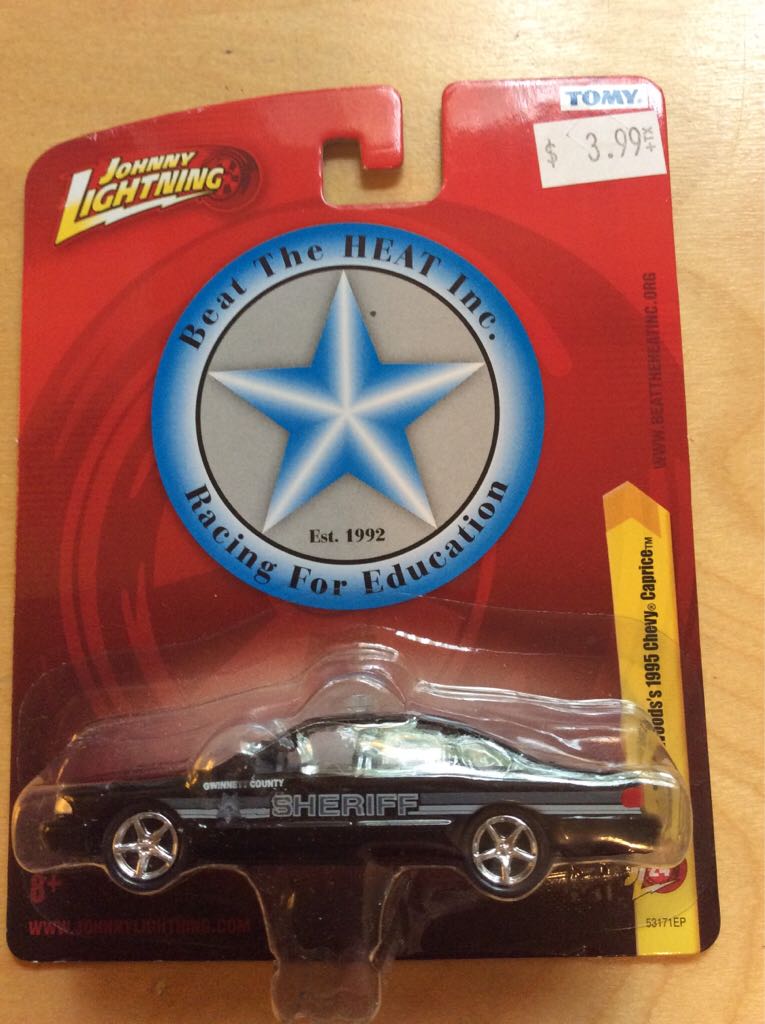 TOMY.
$ 3.99 +TX
JOHNNY
LIGHTNING
Beat The HEAT Inc.
Est. 1992
Racing For Education
WWW.BEATTHEHEATINC.ORG
1995 Chevy® Caprice™
GWINNETT COUNTY
SHERIFF
8+
WWW.JOHNNYLIGHTNING.COM
53171EP